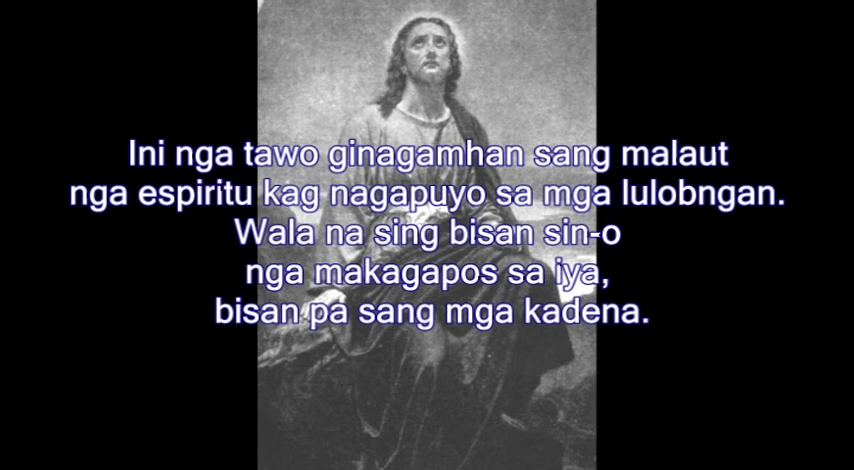 Ini nga tawo ginagamhan sang malaut
nga espiritu kag nagapuyo sa mga lulobngan.
Wala na sing bisan sin-o
nga makagapos sa iya,
bisan pa sang mga kadena.